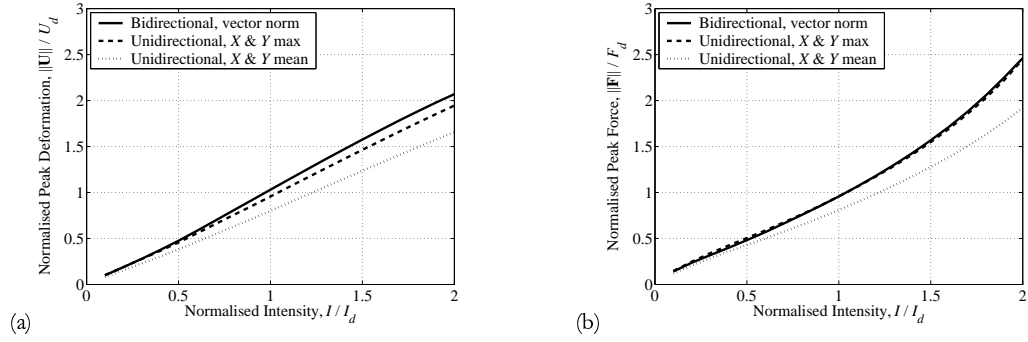 3
2.5
2
1.5
1
0.5
0
Normalised Peak Deformation, ||U|| / U_d
Bidirectional, vector norm
Unidirectional, X & Y max
Unidirectional, X & Y mean
0 0.5 1 1.5 2
Normalised Intensity, I / I_d
(a)
3
2.5
2
1.5
1
0.5
0
Normalised Peak Force, ||F|| / F_d
Bidirectional, vector norm
Unidirectional, X & Y max
Unidirectional, X & Y mean
0 0.5 1 1.5 2
Normalised Intensity, I / I_d
(b)